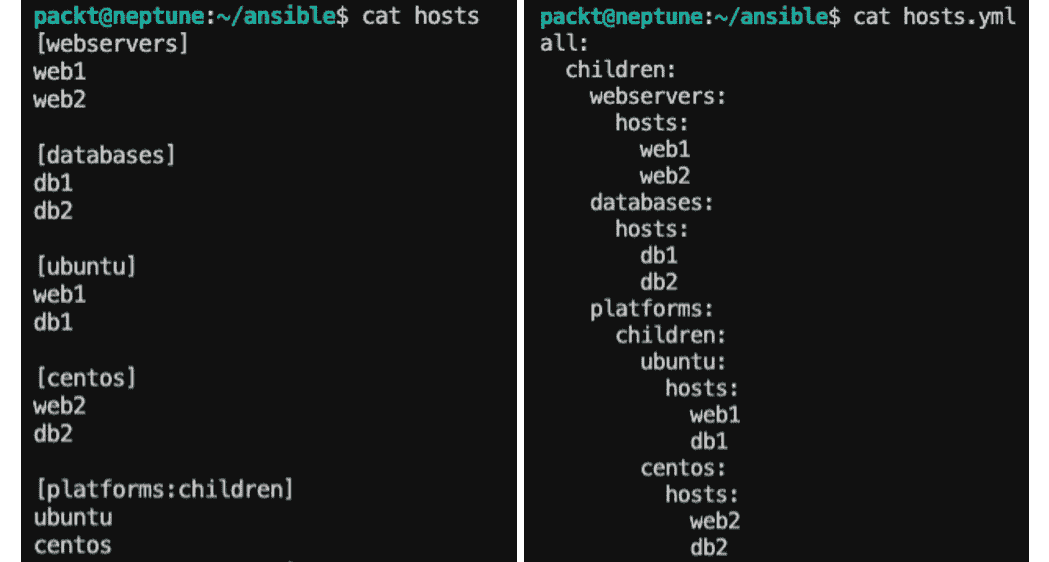 packt@neptune:~/ansible$ cat hosts
[webservers]
web1
web2

[databases]
db1
db2

[ubuntu]
web1
db1

[centos]
web2
db2

[platforms:children]
ubuntu
centos

packt@neptune:~/ansible$ cat hosts.yml
all:
  children:
    webservers:
      hosts:
        web1
        web2
    databases:
      hosts:
        db1
        db2
    platforms:
      children:
        ubuntu:
          hosts:
            web1
            db1
        centos:
          hosts:
            web2
            db2